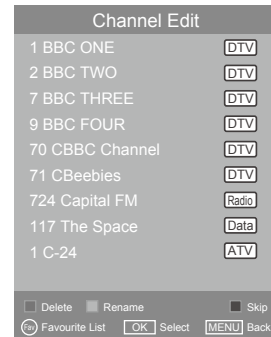 Channel Edit
1 BBC ONE DTV
2 BBC TWO DTV
7 BBC THREE DTV
9 BBC FOUR DTV
70 CBBC Channel DTV
71 CBeebies DTV
724 Capital FM Radio
117 The Space Data
1 C-24 ATV
Delete Rename Skip
Fav Favourite List OK Select MENU Back